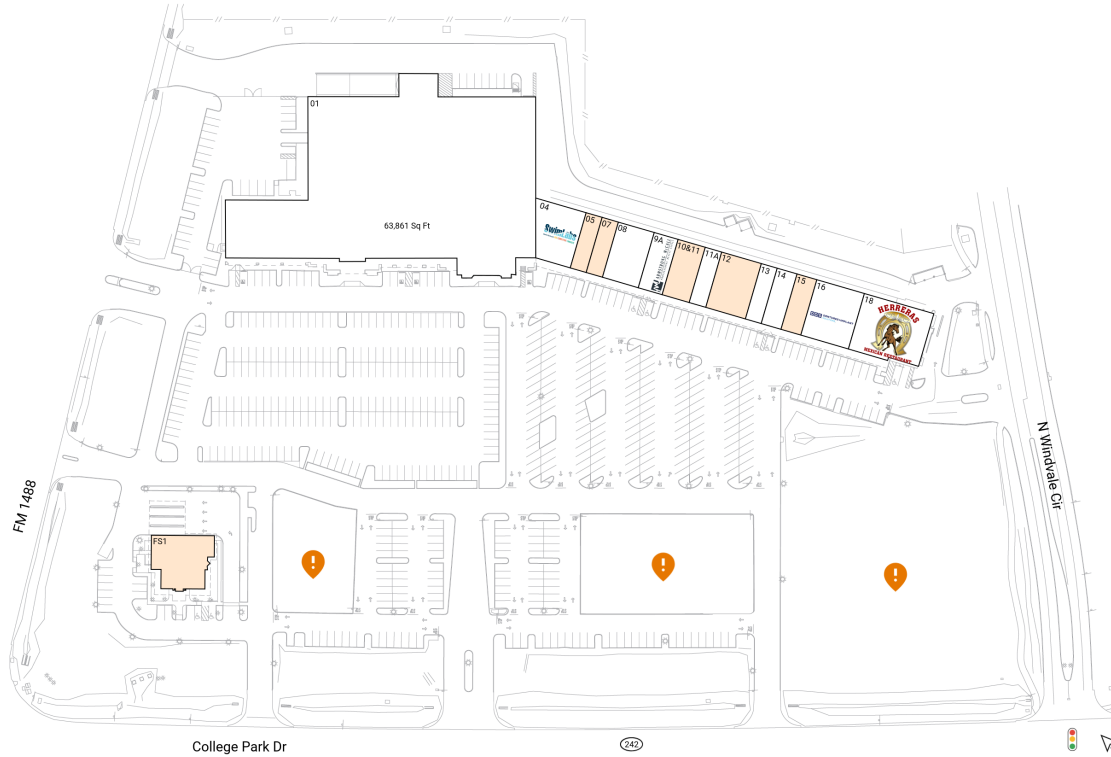 01
63,861 Sq Ft
04
SwimLabs
05
07
08
9A
10&11
11A
12
13
14
15
16
18
HERRERAS
MEXICAN RESTAURANT
FM 1488
N Windvale Cir
FS1
College Park Dr
242